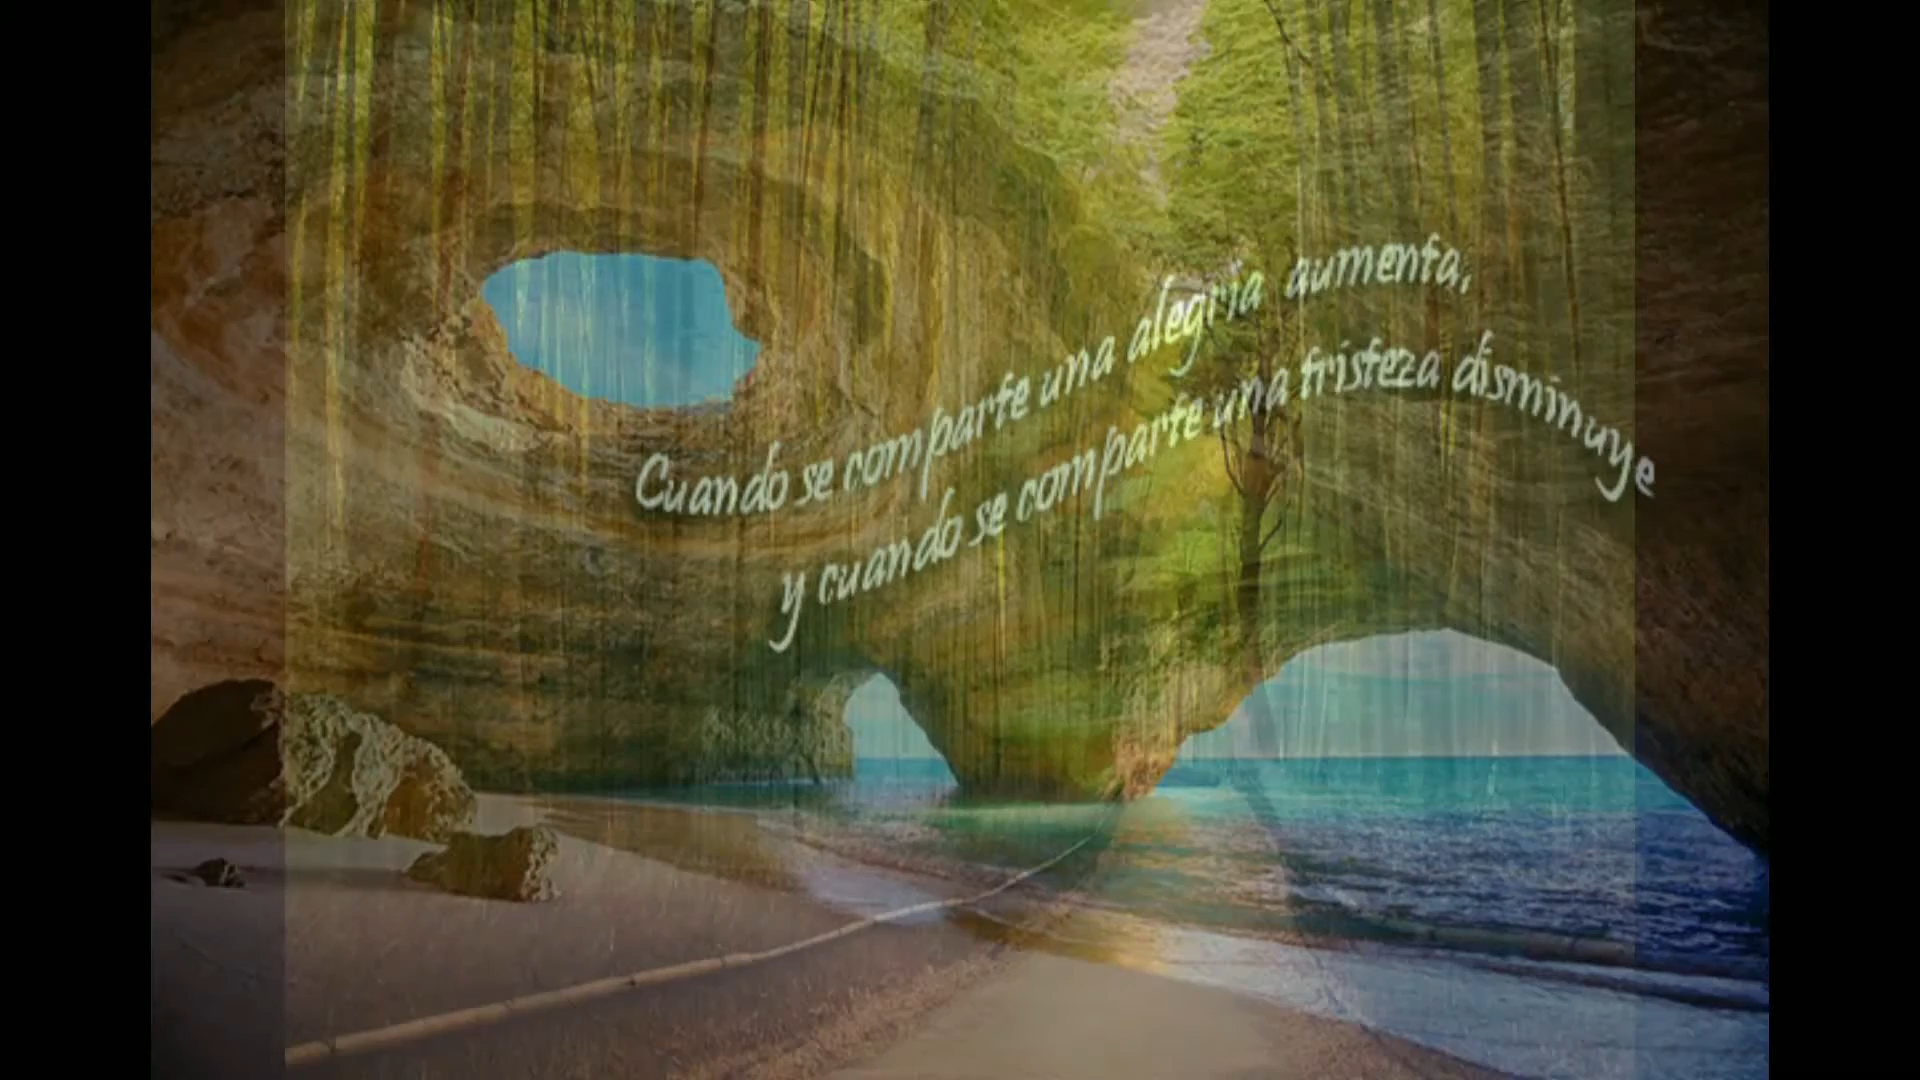 Cuando se comparte una alegría aumenta,
y cuando se comparte una tristeza disminuye